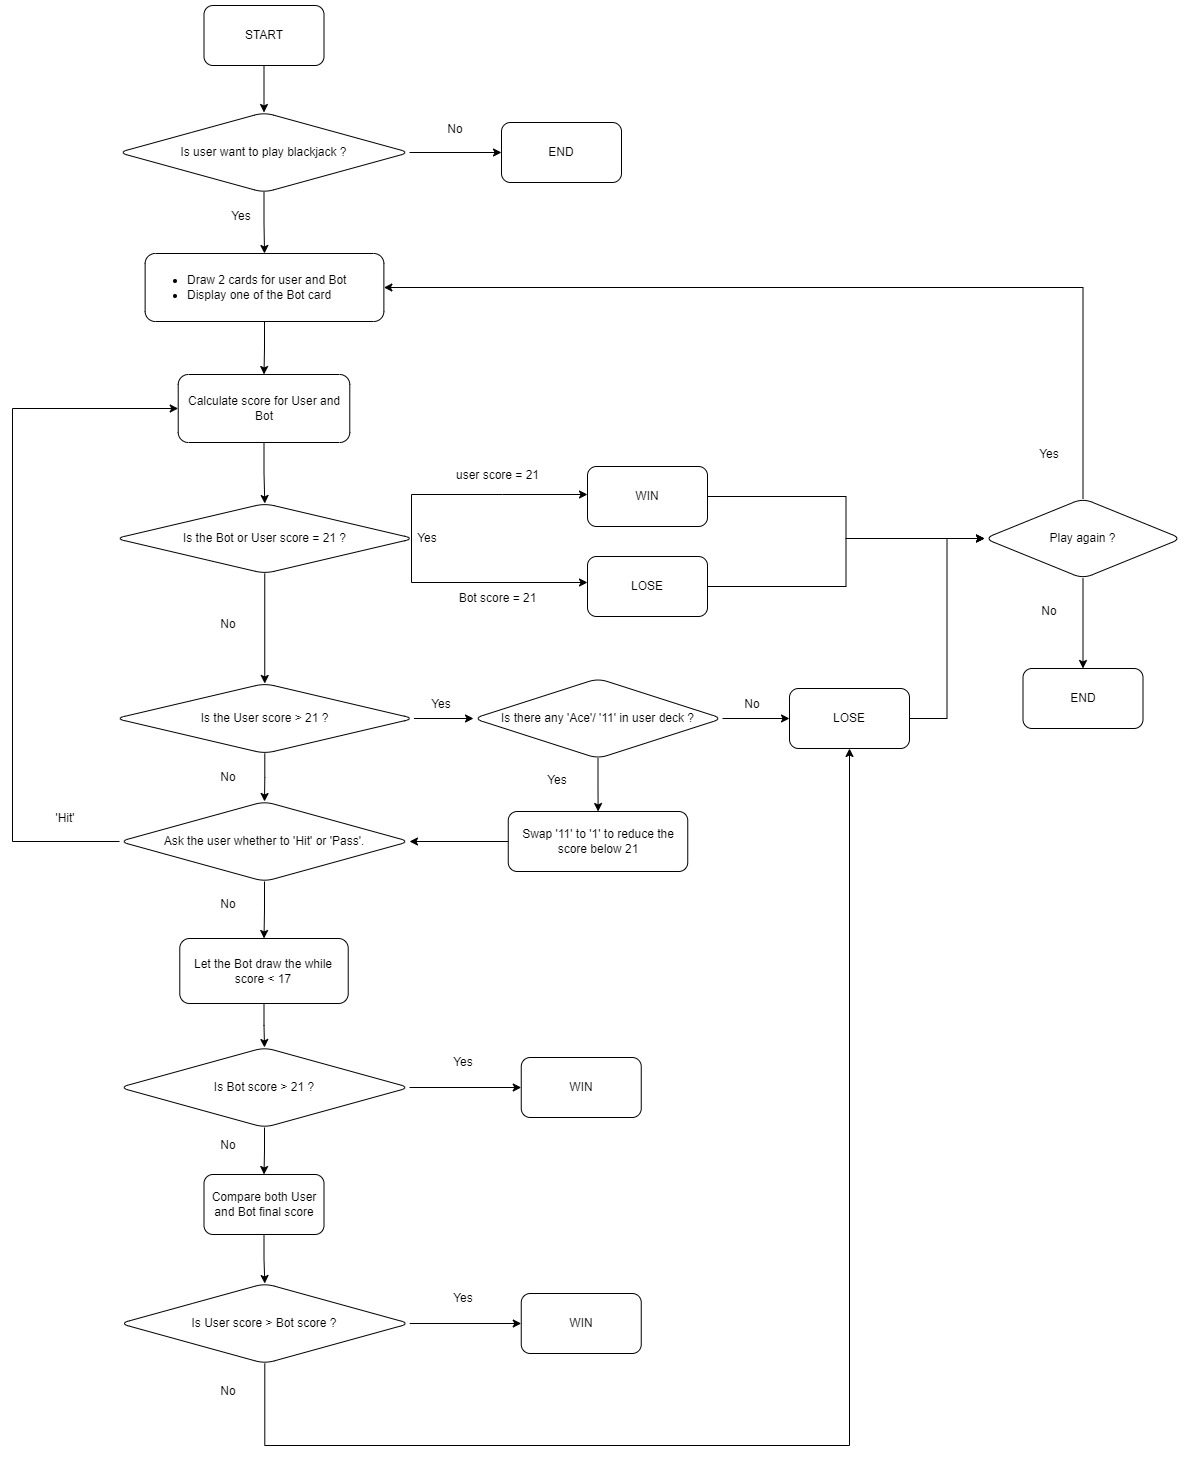 START
Is user want to play blackjack ?
No
END
Yes
• Draw 2 cards for user and Bot
• Display one of the Bot card
Calculate score for User and
Bot
Yes
user score = 21
WIN
Is the Bot or User score = 21 ?
Yes
Play again ?
LOSE
Bot score = 21
No
No
END
Is the User score > 21 ?
Yes
Is there any 'Ace'/ '11' in user deck ?
No
LOSE
No
Yes
'Hit'
Ask the user whether to 'Hit' or 'Pass'.
Swap '11' to '1' to reduce the
score below 21
No
Let the Bot draw the while
score < 17
Is Bot score > 21 ?
Yes
WIN
No
Compare both User
and Bot final score
Is User score > Bot score ?
Yes
WIN
No